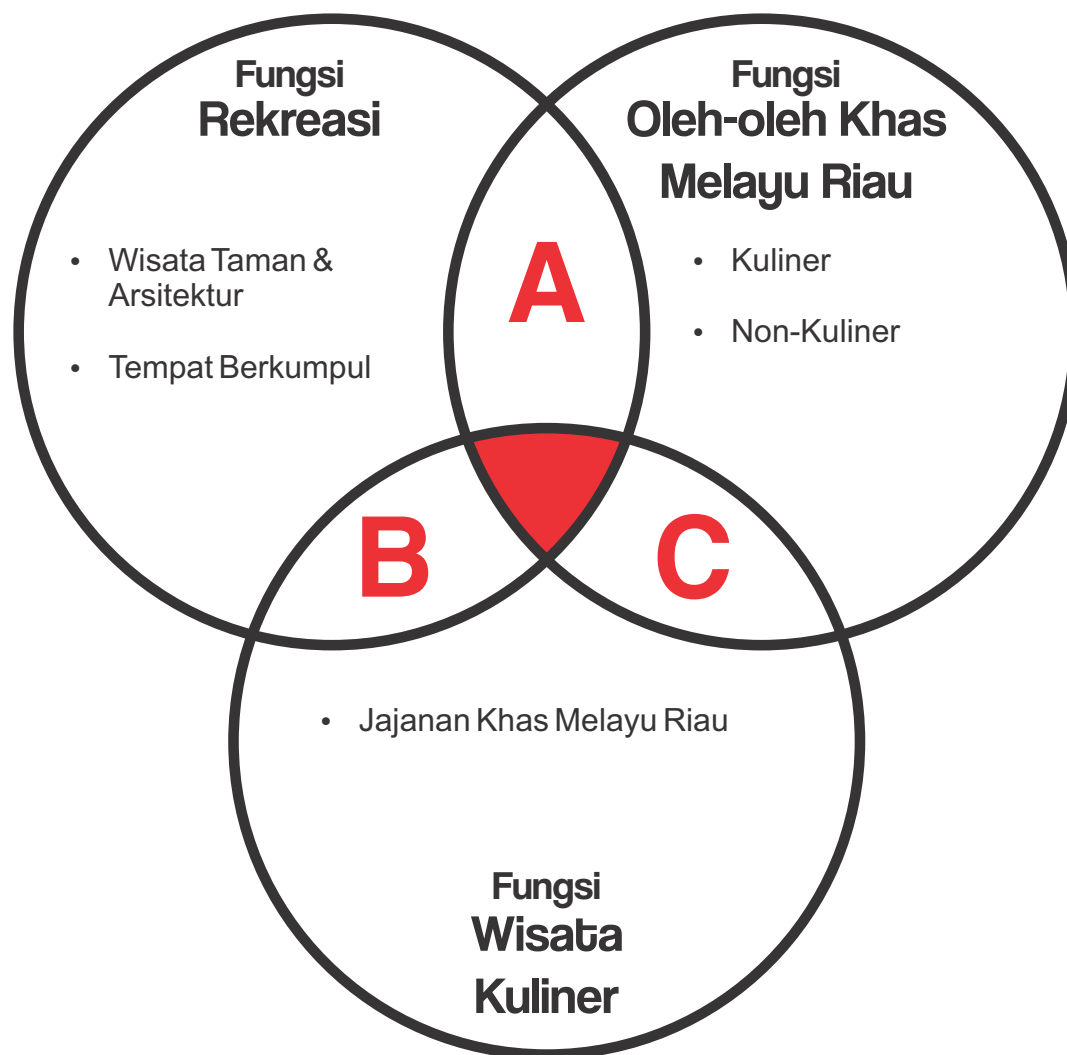 Fungsi
Rekreasi
• Wisata Taman &
Arsitektur
• Tempat Berkumpul
Fungsi
Oleh-oleh Khas
Melayu Riau
• Kuliner
• Non-Kuliner
A
B
C
• Jajanan Khas Melayu Riau
Fungsi
Wisata
Kuliner